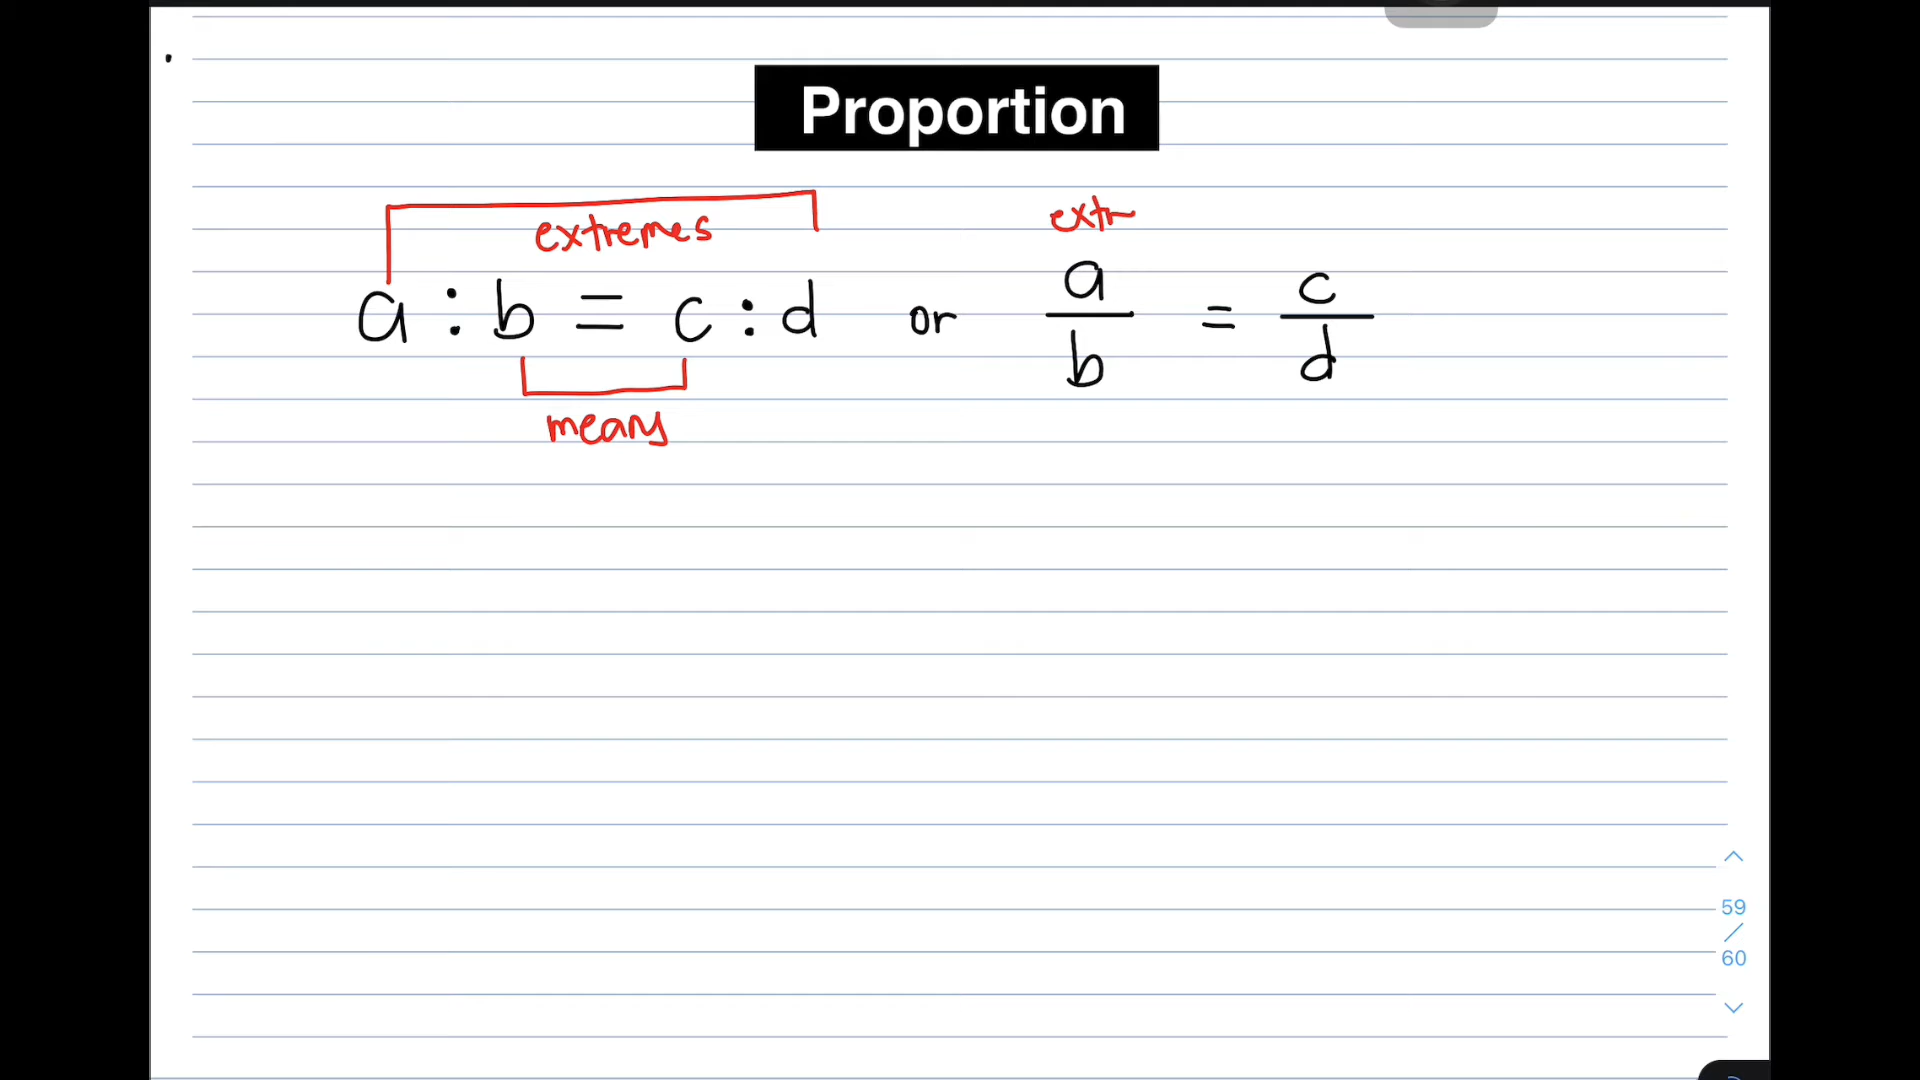 Proportion
extremes
extr
a : b = c : d or a/b = c/d
means
59
/
60